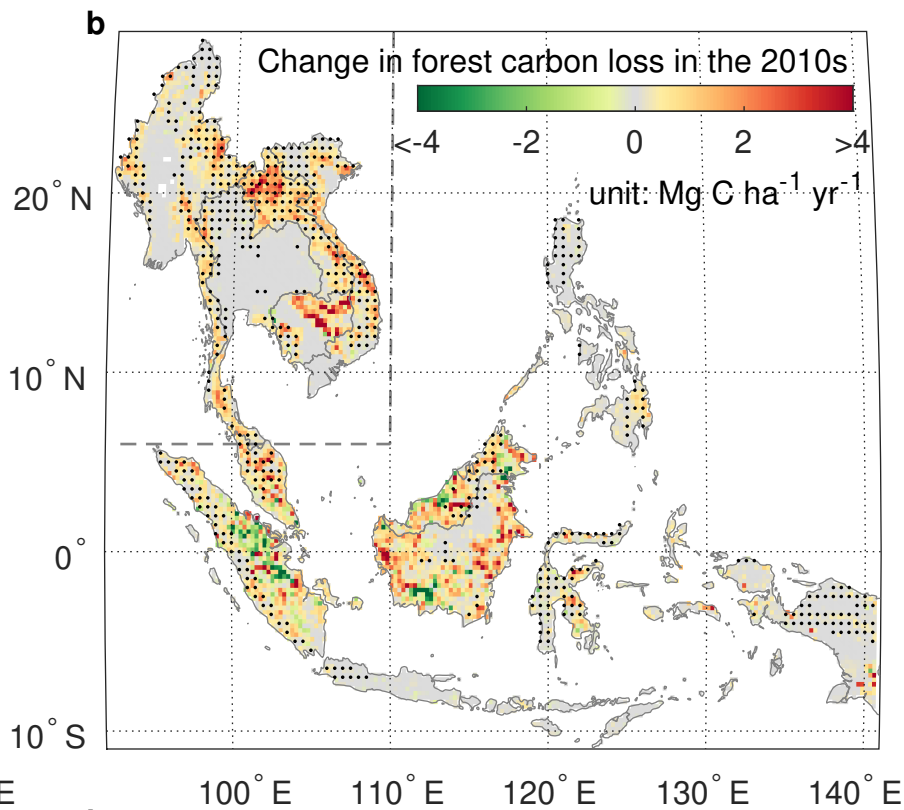 b
Change in forest carbon loss in the 2010s
<-4 -2 0 2 >4
unit: Mg C ha⁻¹ yr⁻¹
20°N
10°N
0°
10°S
E 100°E 110°E 120°E 130°E 140°E